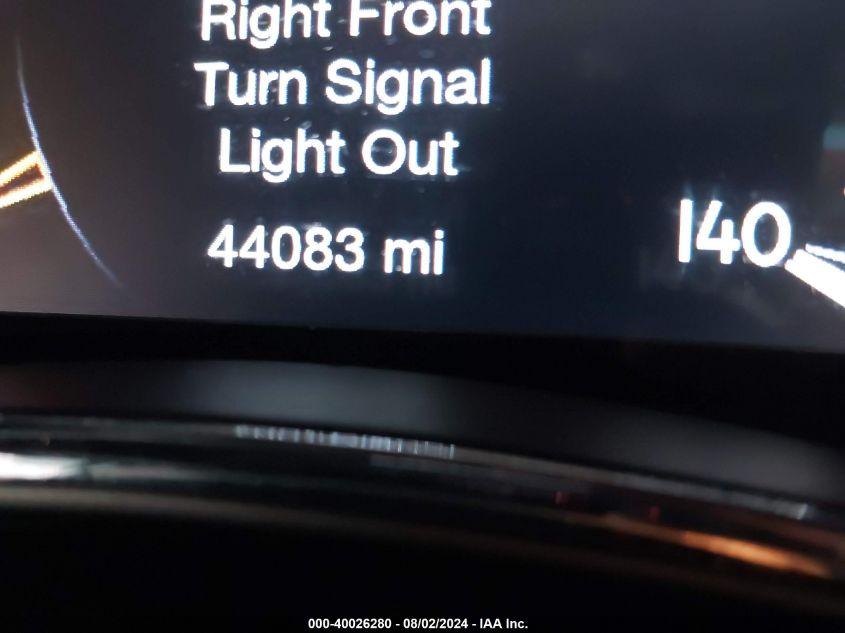 Right Front
Turn Signal
Light Out
44083 mi
140
000-40026280 - 08/02/2024 - IAA Inc.